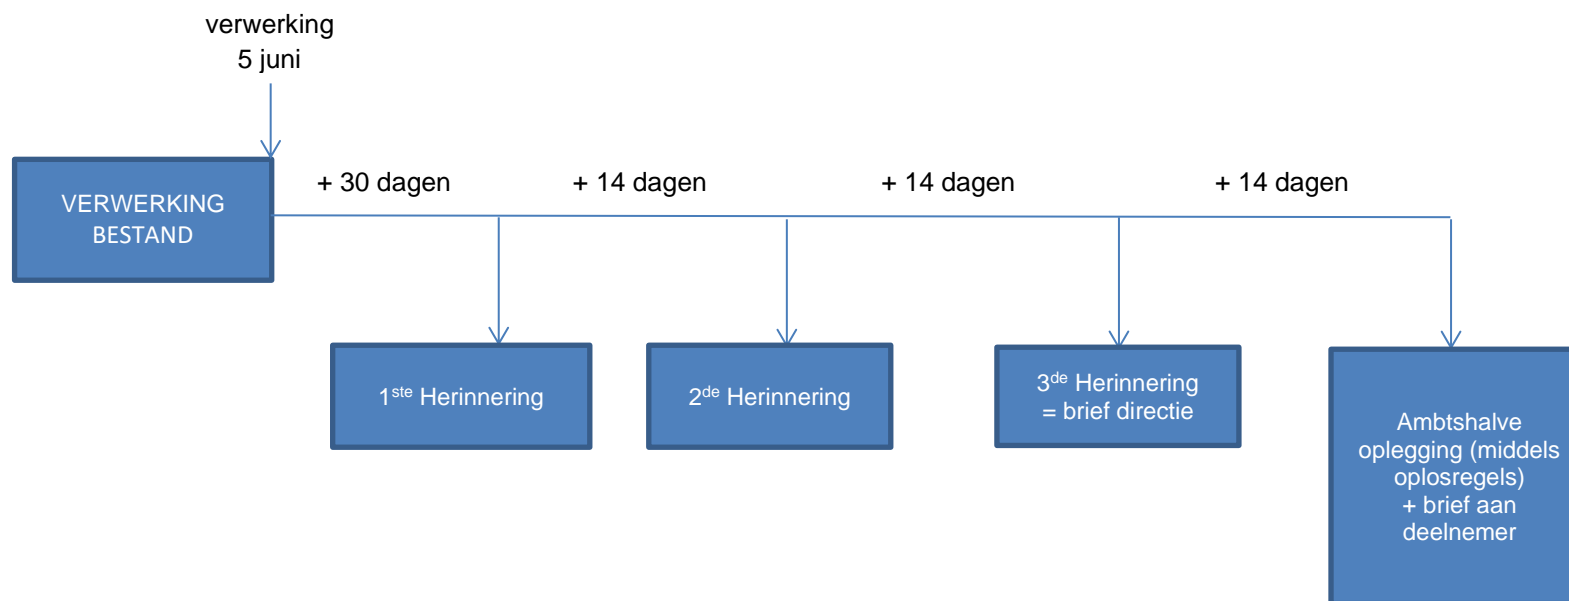 verwerking
5 juni
VERWERKING
BESTAND
+ 30 dagen
+ 14 dagen
+ 14 dagen
+ 14 dagen
1ste Herinnering
2de Herinnering
3de Herinnering
= brief directie
Ambtshalve
oplegging (middels
oplosregels)
+ brief aan
deelnemer